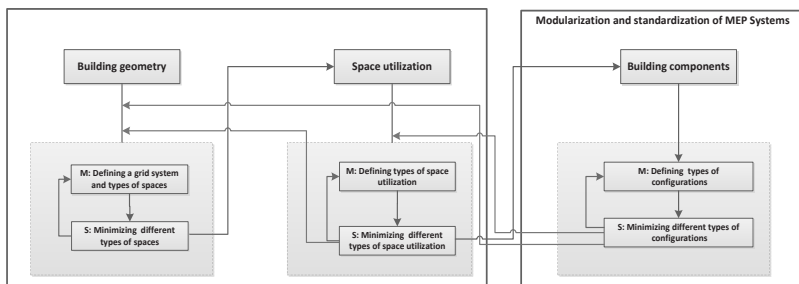 Modularization and standardization of MEP Systems
Building geometry
Space utilization
Building components
M: Defining a grid system
and types of spaces
S: Minimizing different
types of spaces
M: Defining types of space
utilization
S: Minimizing different
types of space utilization
M: Defining types of
configurations
S: Minimizing different types of
configurations